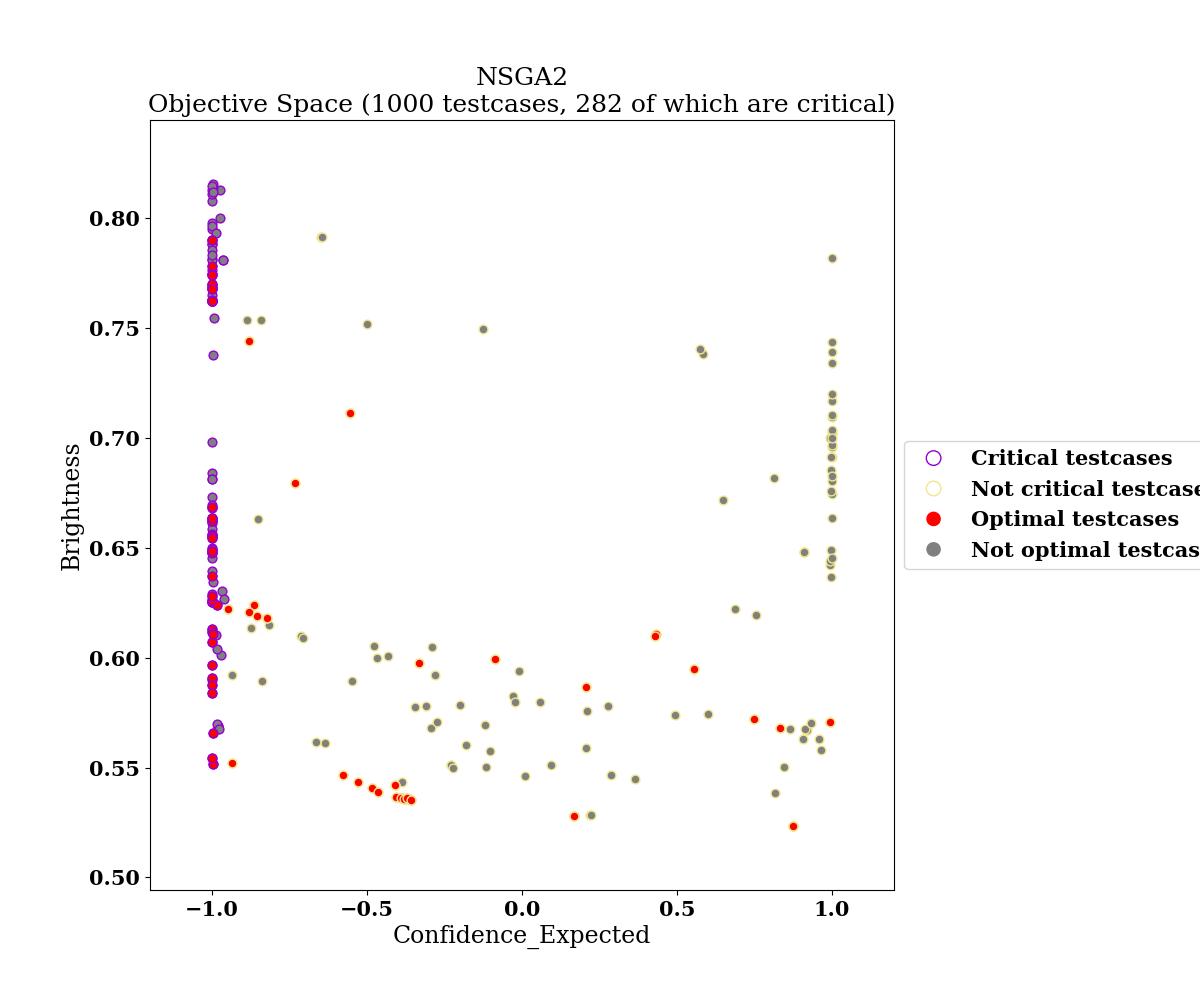 NSGA2
Objective Space (1000 testcases, 282 of which are critical)
0.80
0.75
0.70
0.65
0.60
0.55
0.50
Brightness
−1.0
−0.5
0.0
0.5
1.0
Confidence_Expected
Critical testcases
Not critical testcase
Optimal testcases
Not optimal testcas